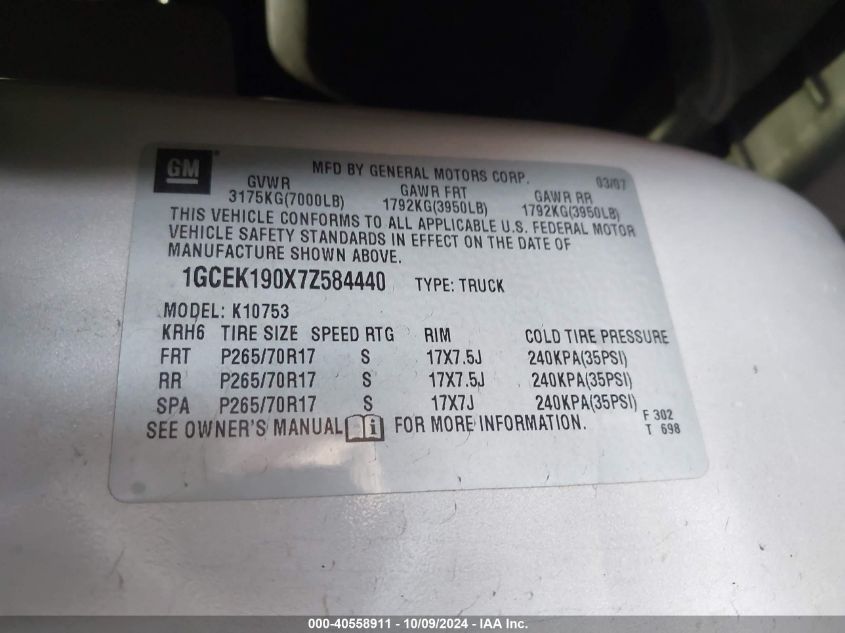 GM MFD BY GENERAL MOTORS CORP. 03/07
GVWR GAWR FRT GAWR RR
3175KG(7000LB) 1792KG(3950LB) 1792KG(3950LB)
THIS VEHICLE CONFORMS TO ALL APPLICABLE U.S. FEDERAL MOTOR
VEHICLE SAFETY STANDARDS IN EFFECT ON THE DATE OF
MANUFACTURE SHOWN ABOVE.
1GCEK190X7Z584440 TYPE: TRUCK
MODEL: K10753
KRH6 TIRE SIZE SPEED RTG RIM COLD TIRE PRESSURE
FRT P265/70R17 S 17X7.5J 240KPA(35PSI)
RR P265/70R17 S 17X7.5J 240KPA(35PSI)
SPA P265/70R17 S 17X7J 240KPA(35PSI)
SEE OWNER'S MANUAL i FOR MORE INFORMATION.
F 302
T 698
000-40558911 - 10/09/2024 - IAA Inc.